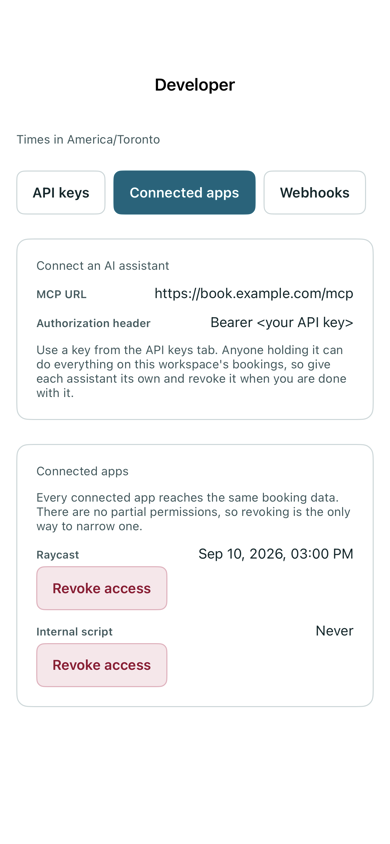 Developer
Times in America/Toronto
API keys
Connected apps
Webhooks
Connect an AI assistant
MCP URL https://book.example.com/mcp
Authorization header Bearer <your API key>
Use a key from the API keys tab. Anyone holding it can
do everything on this workspace's bookings, so give
each assistant its own and revoke it when you are done
with it.
Connected apps
Every connected app reaches the same booking data.
There are no partial permissions, so revoking is the only
way to narrow one.
Raycast Sep 10, 2026, 03:00 PM
Revoke access
Internal script Never
Revoke access